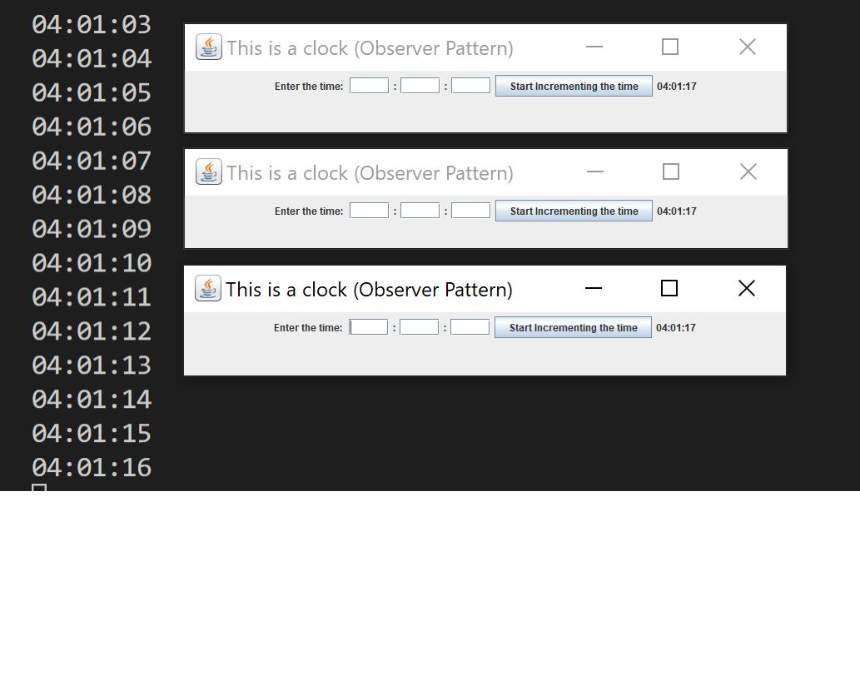 04:01:03
04:01:04
04:01:05
04:01:06
04:01:07
04:01:08
04:01:09
04:01:10
04:01:11
04:01:12
04:01:13
04:01:14
04:01:15
04:01:16
This is a clock (Observer Pattern)
Enter the time: : : Start Incrementing the time 04:01:17
This is a clock (Observer Pattern)
Enter the time: : : Start Incrementing the time 04:01:17
This is a clock (Observer Pattern)
Enter the time: : : Start Incrementing the time 04:01:17